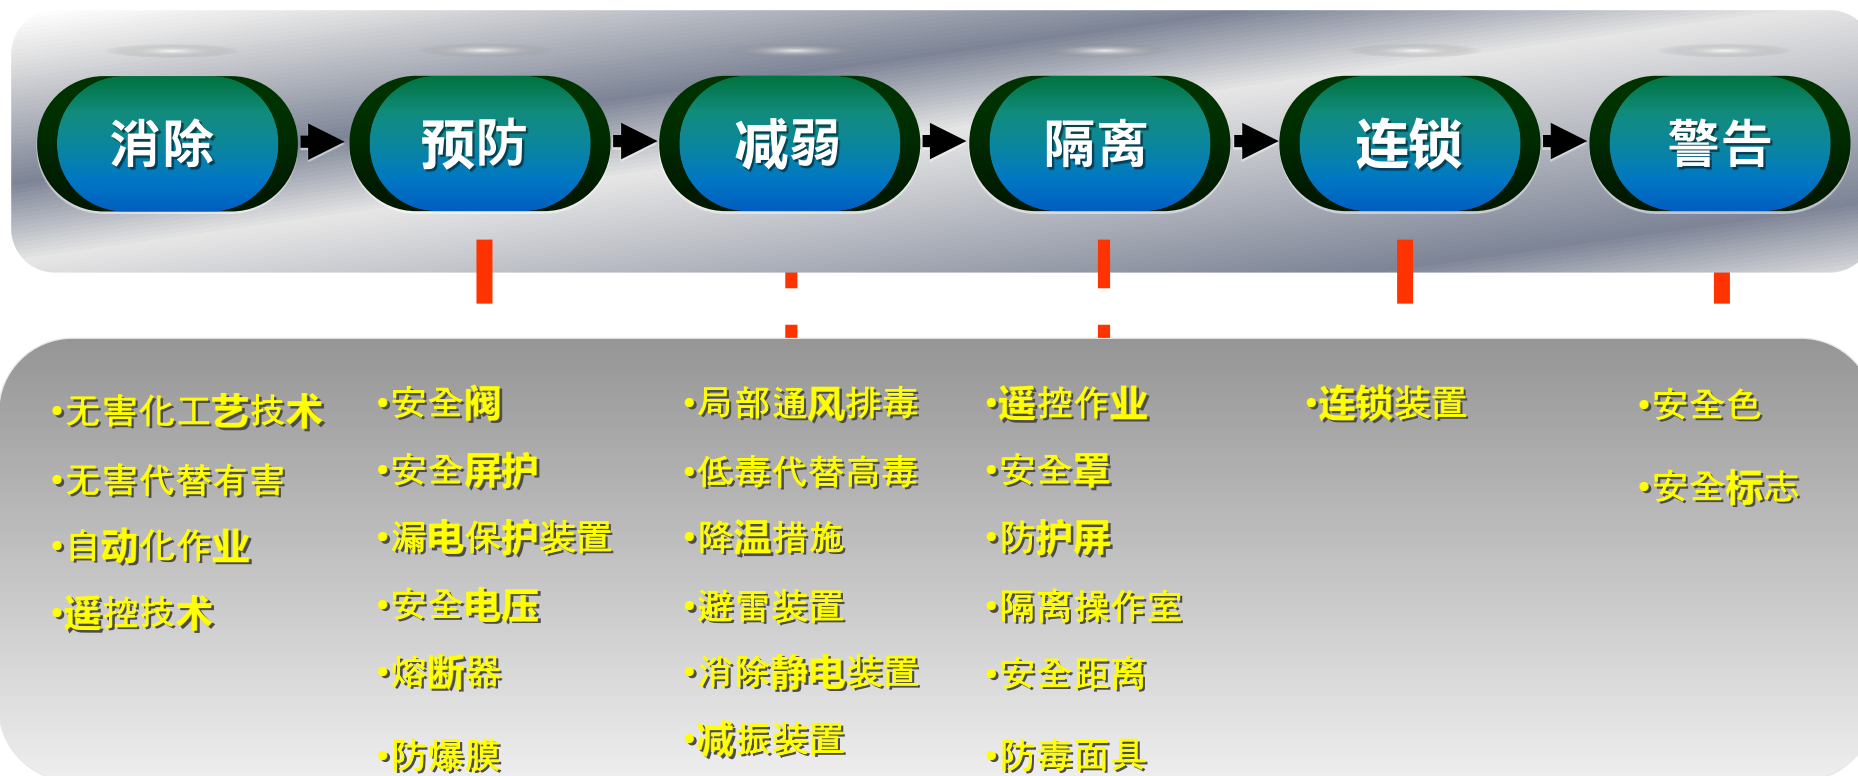 消除
预防
减弱
隔离
连锁
警告
•无害化工艺技术
•无害代替有害
•自动化作业
•遥控技术
•安全阀
•安全屏护
•漏电保护装置
•安全电压
•熔断器
•防爆膜
•局部通风排毒
•低毒代替高毒
•降温措施
•避雷装置
•消除静电装置
•减振装置
•遥控作业
•安全罩
•防护屏
•隔离操作室
•安全距离
•防毒面具
•连锁装置
•安全色
•安全标志